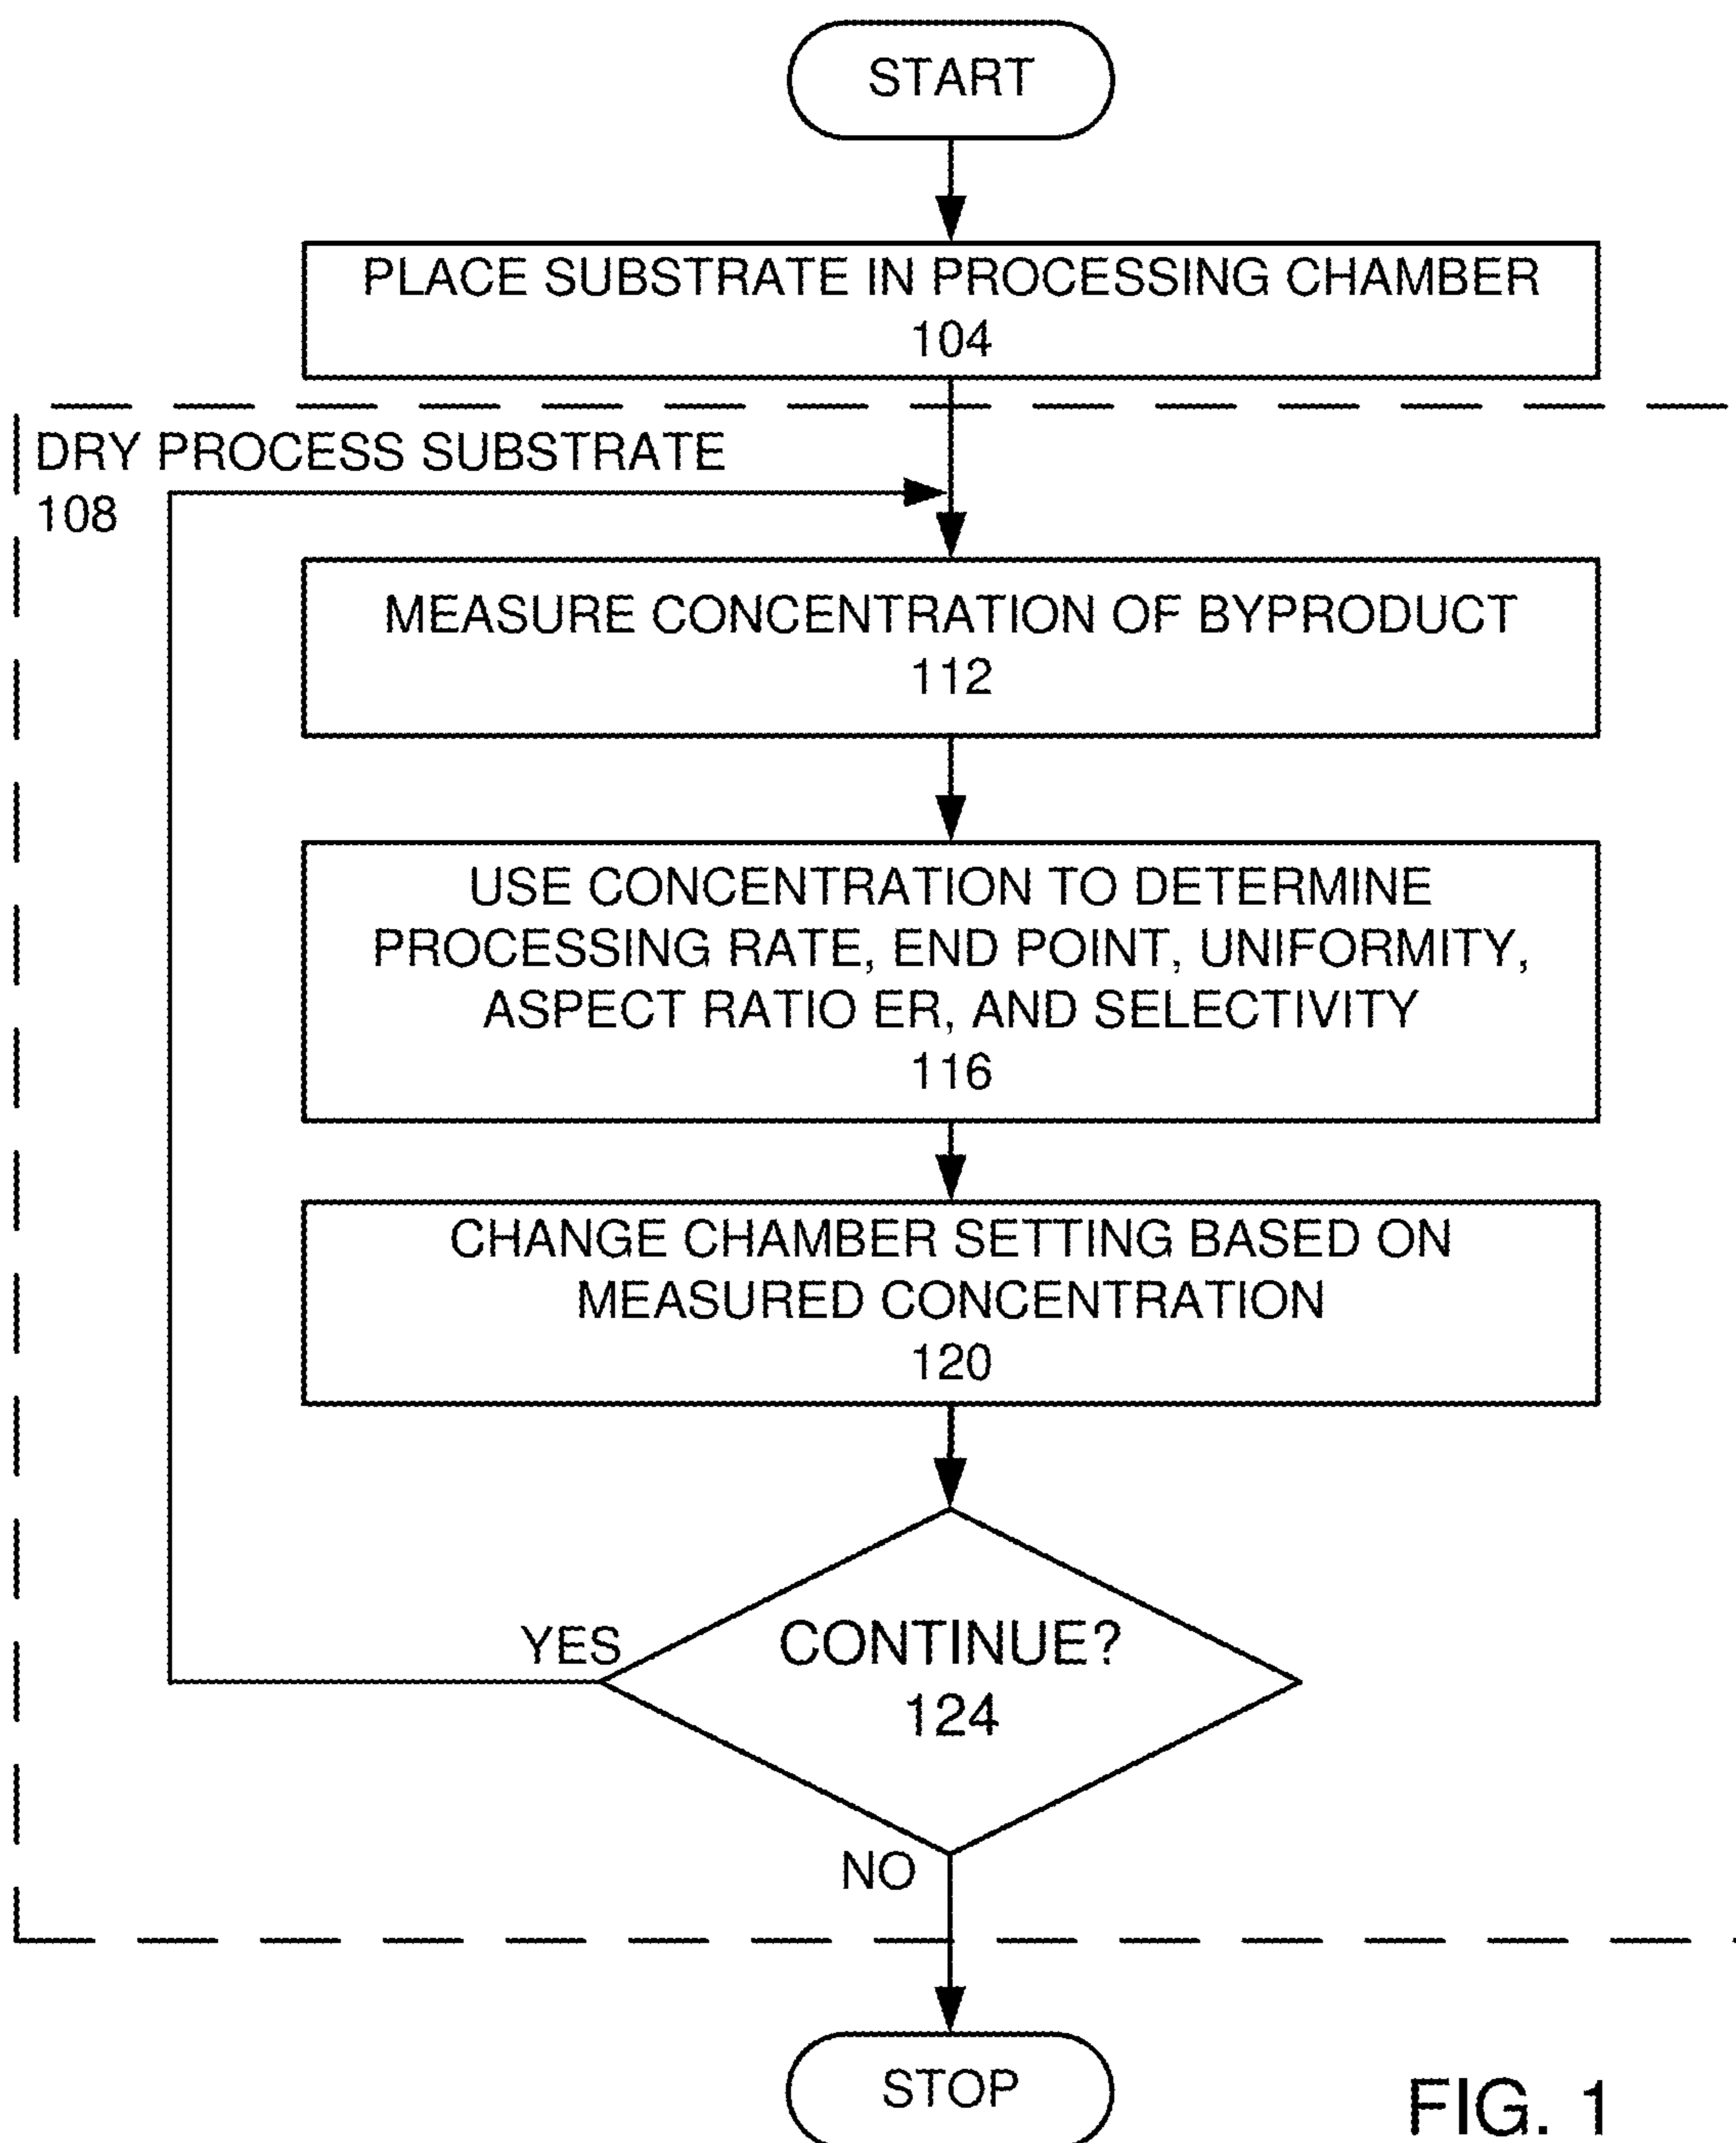 START
PLACE SUBSTRATE IN PROCESSING CHAMBER
104
DRY PROCESS SUBSTRATE
108
MEASURE CONCENTRATION OF BYPRODUCT
112
USE CONCENTRATION TO DETERMINE
PROCESSING RATE, END POINT, UNIFORMITY,
ASPECT RATIO ER, AND SELECTIVITY
116
CHANGE CHAMBER SETTING BASED ON
MEASURED CONCENTRATION
120
YES
CONTINUE?
124
NO
STOP
FIG. 1